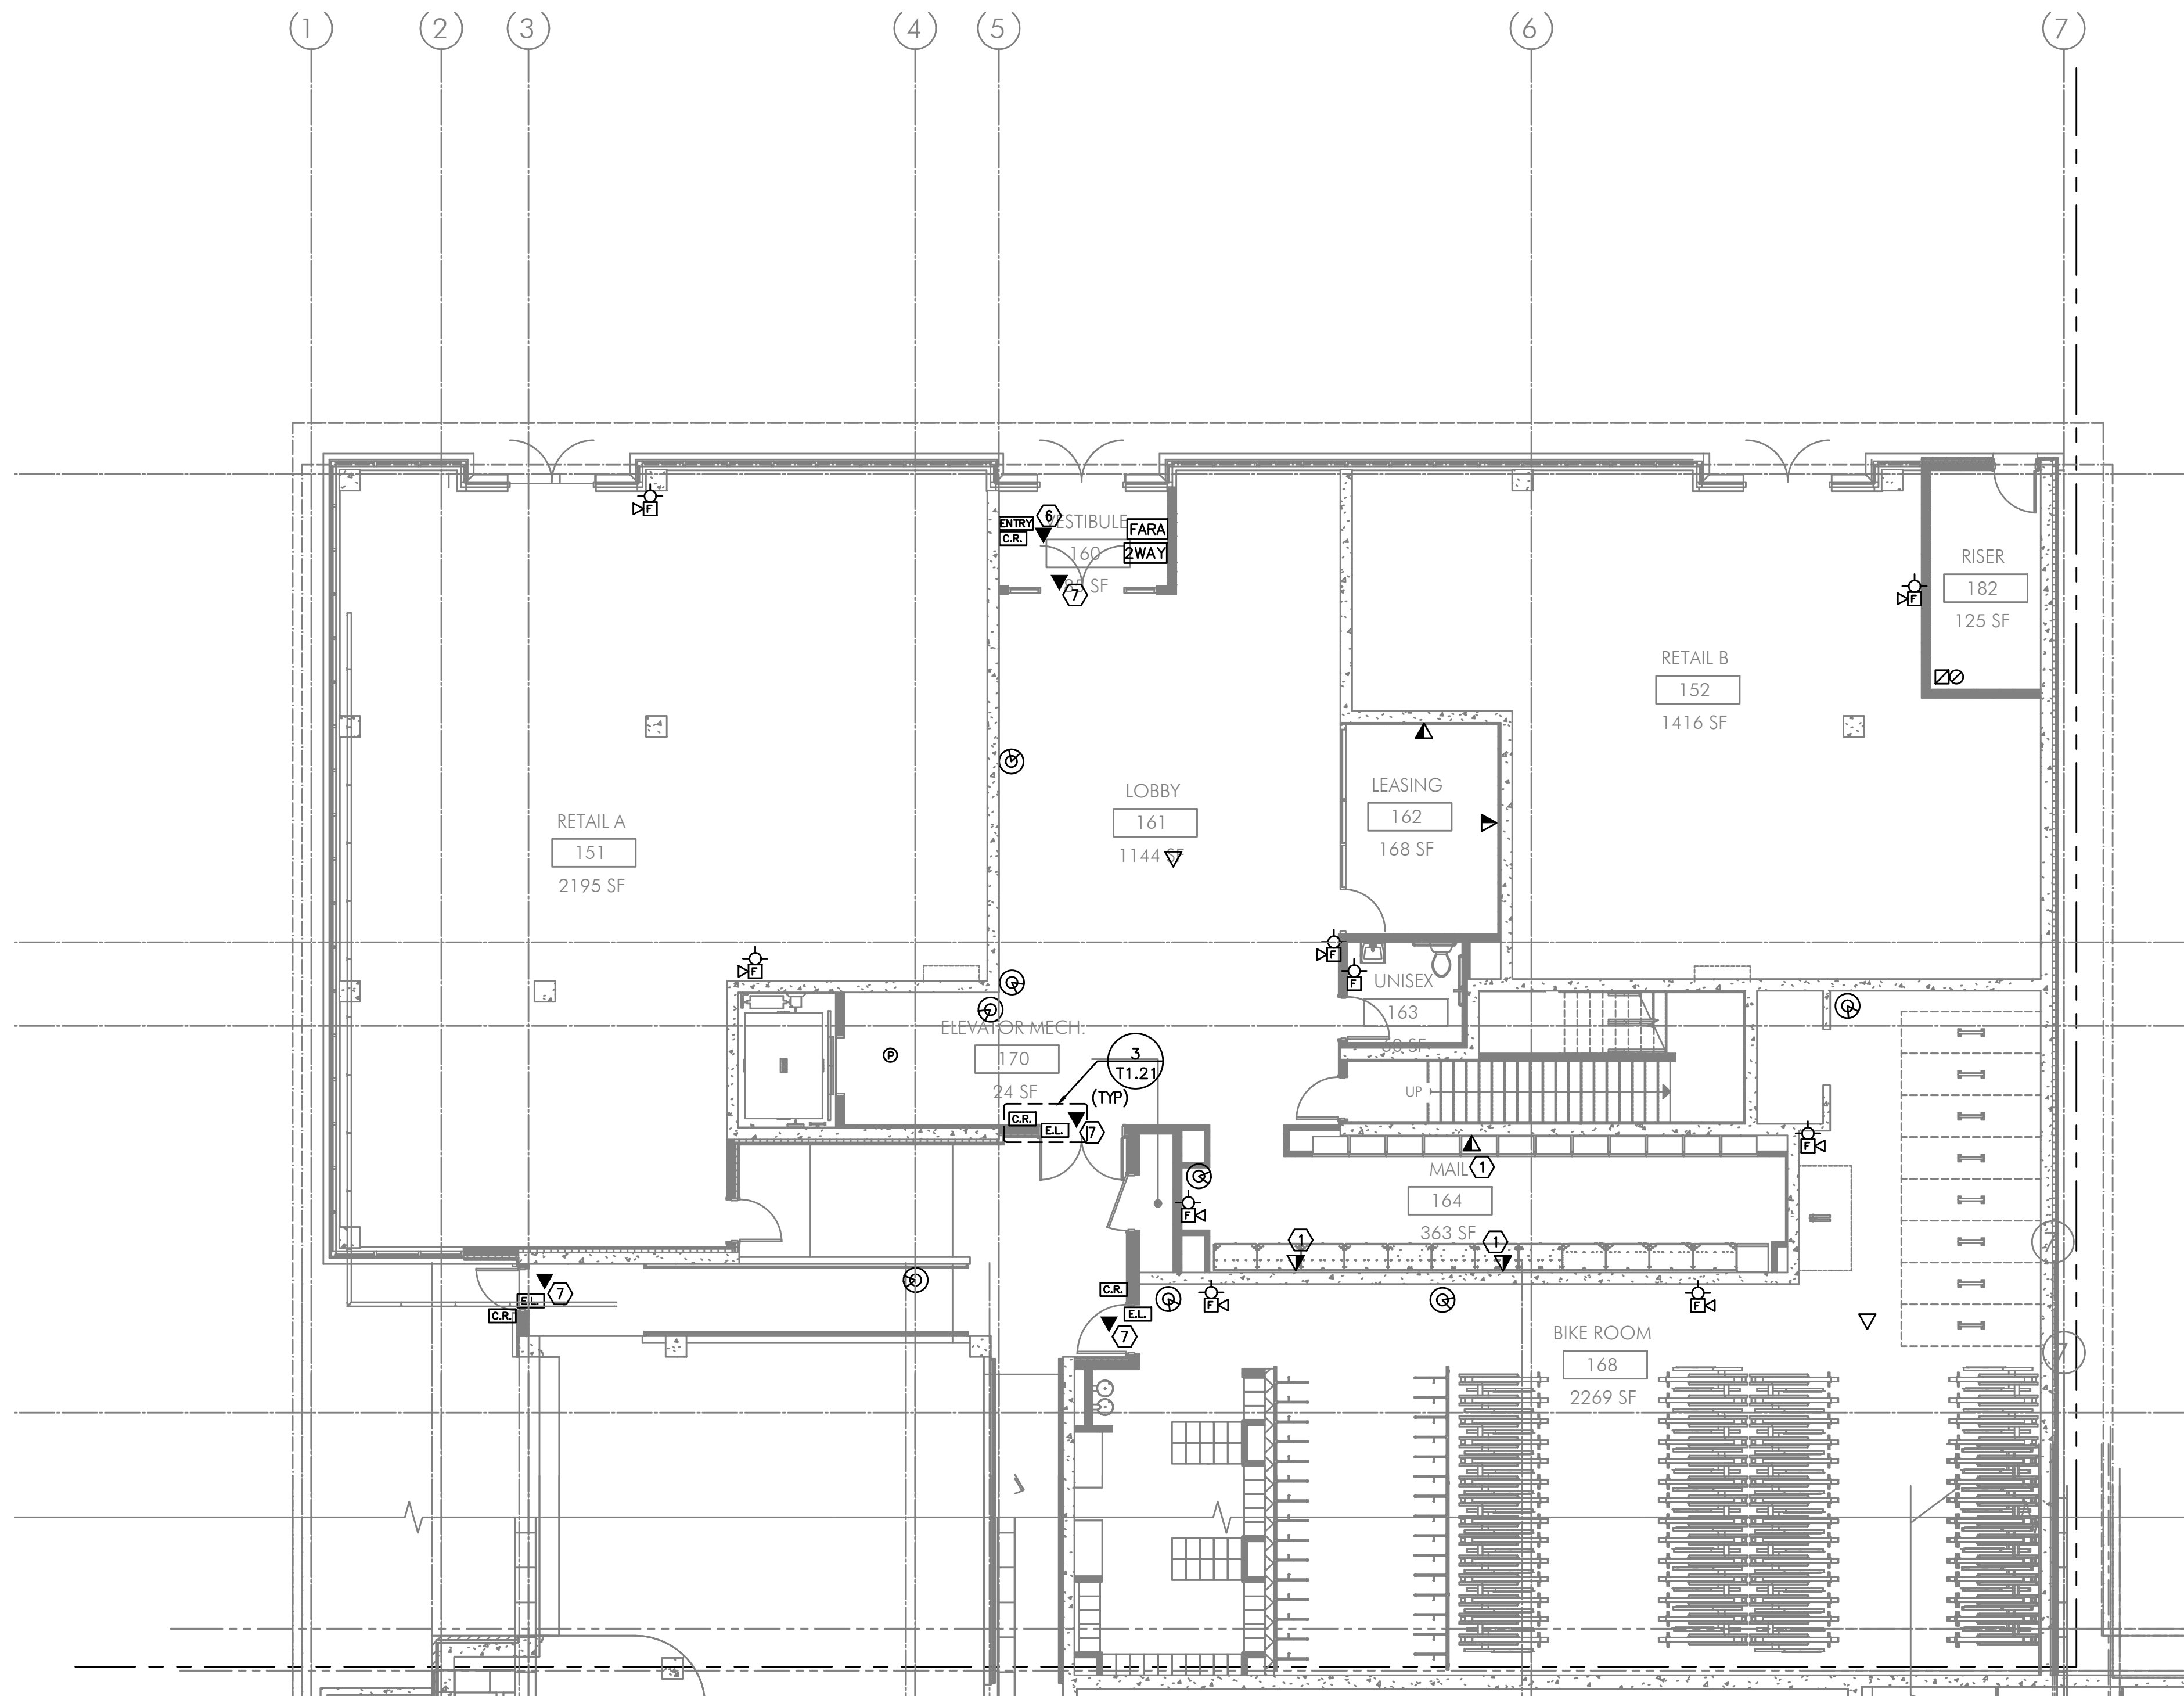 1 2 3 4 5 6 7
ENTRY
C.R.
6
VESTIBULE
160
FARA
2WAY
7
F
F
RISER
182
125 SF
RETAIL B
152
1416 SF
LEASING
162
168 SF
LOBBY
161
1144 SF
RETAIL A
151
2195 SF
F
F
F
UNISEX
163
ELEVATOR MECH.
170
24 SF
P
3
T1.21
(TYP)
C.R.
E.L.
7
UP
F
MAIL
1
164
363 SF
F
1
1
7
E.L.
C.R.
C.R.
E.L.
7
F
F
BIKE ROOM
168
2269 SF
7